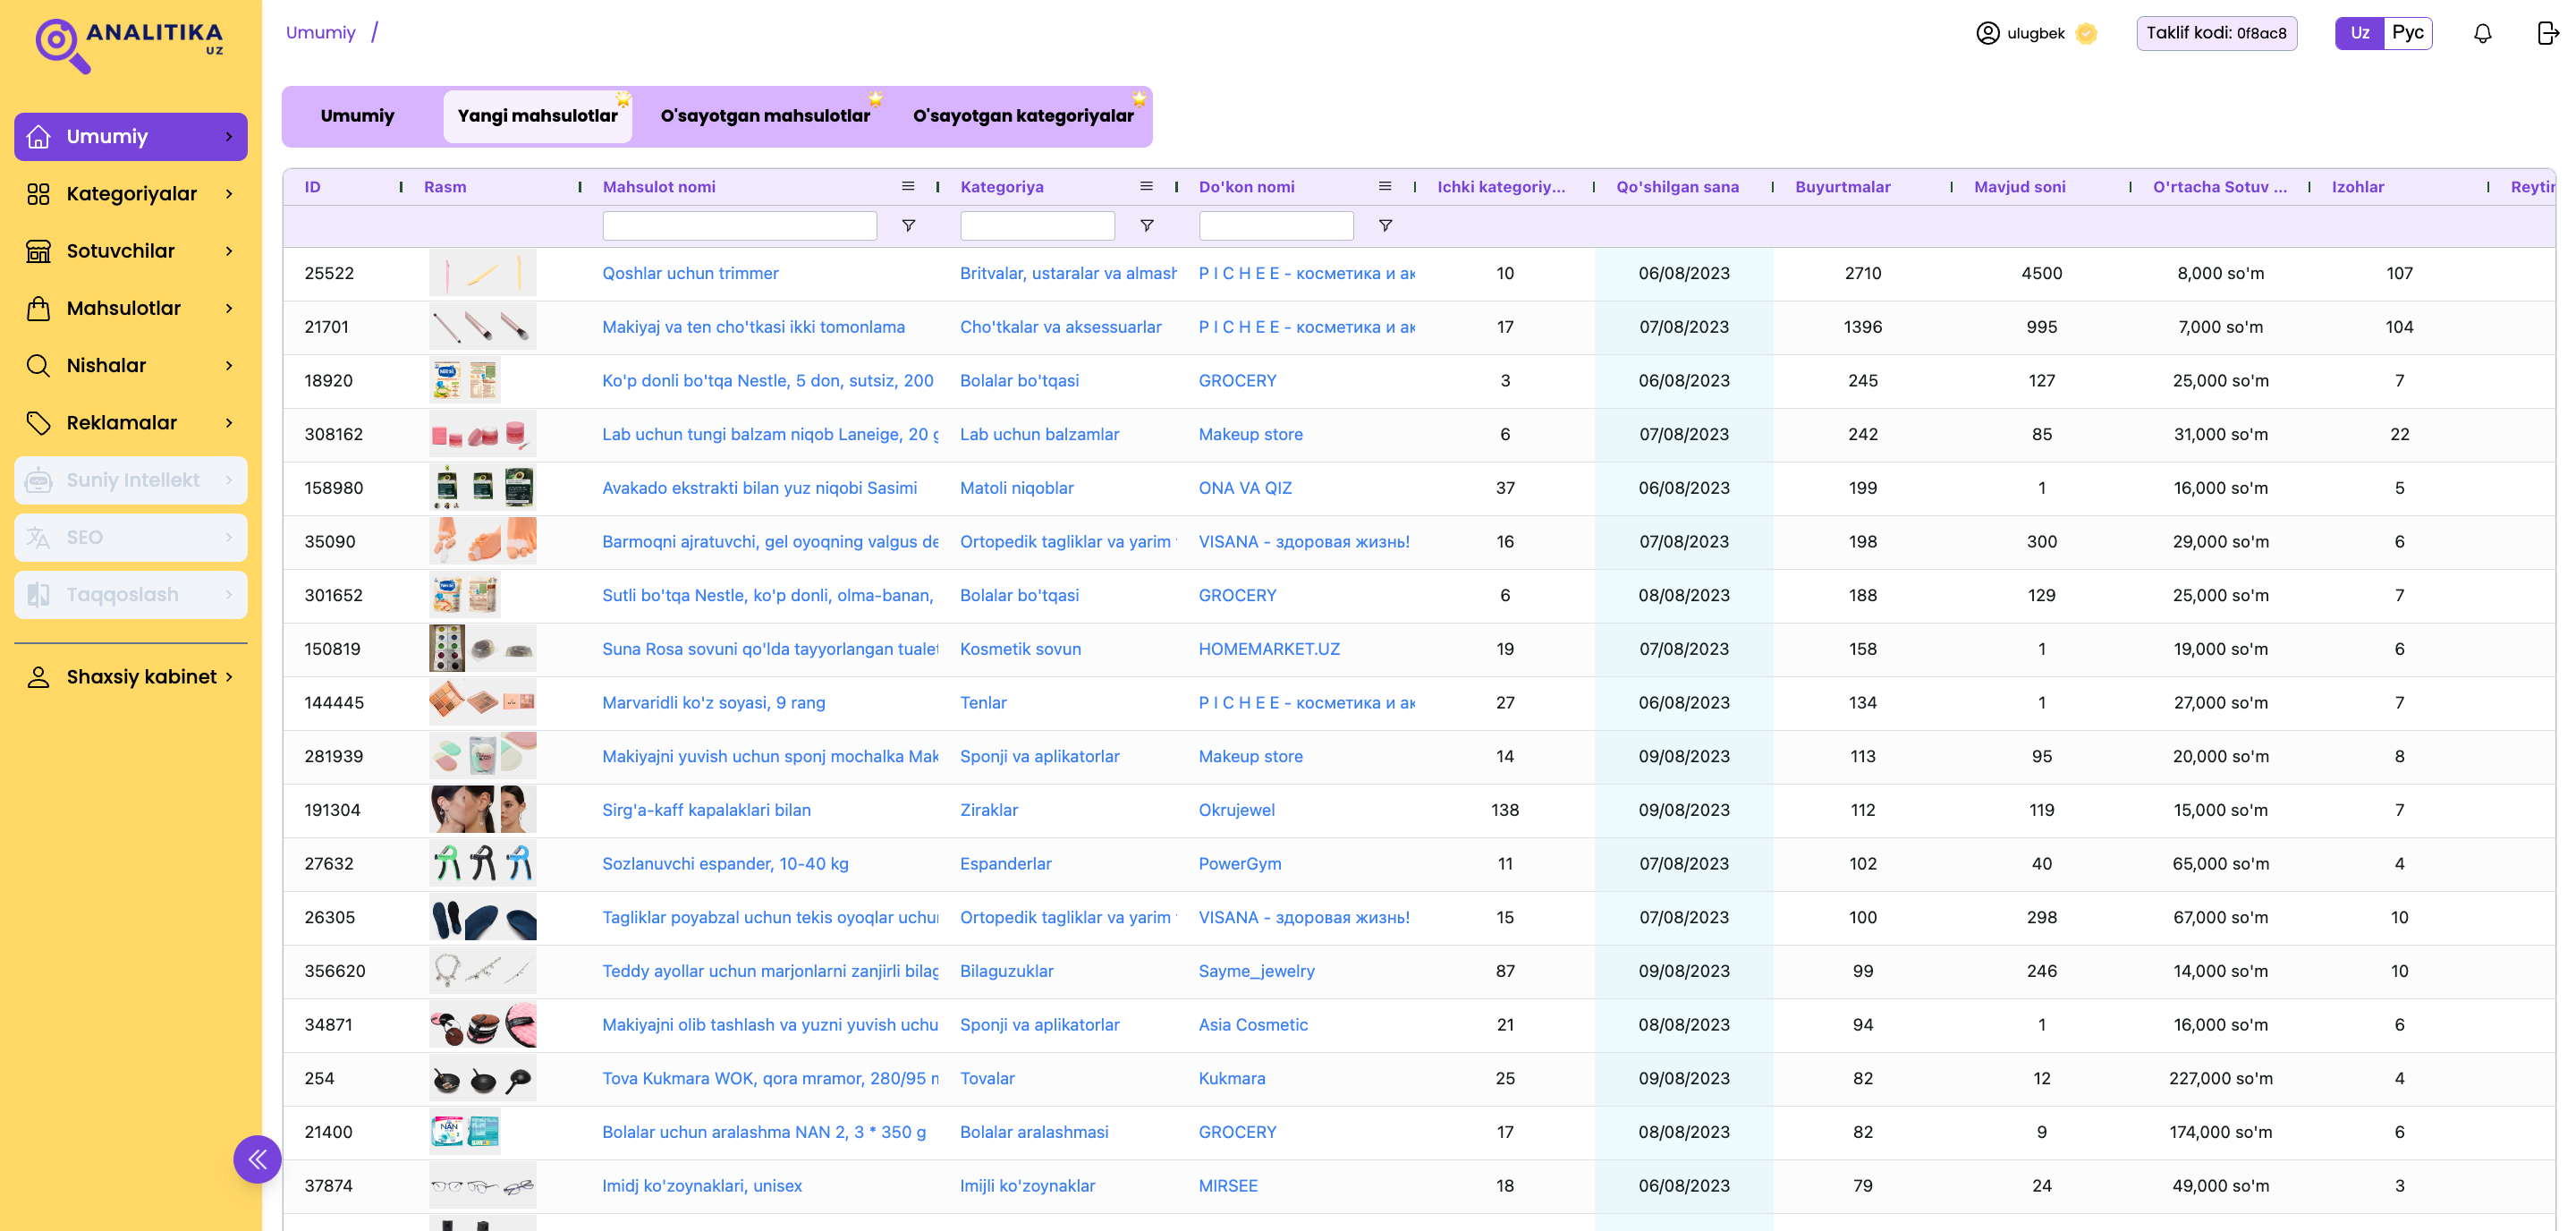 ANALITIKA
UZ
Umumiy /
ulugbek
Taklif kodi: 0f8ac8
Uz Рус
Umumiy
Kategoriyalar
Sotuvchilar
Mahsulotlar
Nishalar
Reklamalar
Suniy Intellekt
SEO
Taqqoslash
Shaxsiy kabinet
Umumiy Yangi mahsulotlar O'sayotgan mahsulotlar O'sayotgan kategoriyalar
ID Rasm Mahsulot nomi Kategoriya Do'kon nomi Ichki kategoriy... Qo'shilgan sana Buyurtmalar Mavjud soni O'rtacha Sotuv ... Izohlar Reytin
25522 Qoshlar uchun trimmer Britvalar, ustaralar va almash P I C H E E - косметика и ак 10 06/08/2023 2710 4500 8,000 so'm 107
21701 Makiyaj va ten cho'tkasi ikki tomonlama Cho'tkalar va aksessuarlar P I C H E E - косметика и ак 17 07/08/2023 1396 995 7,000 so'm 104
18920 Ko'p donli bo'tqa Nestle, 5 don, sutsiz, 200 Bolalar bo'tqasi GROCERY 3 06/08/2023 245 127 25,000 so'm 7
308162 Lab uchun tungi balzam niqob Laneige, 20 g Lab uchun balzamlar Makeup store 6 07/08/2023 242 85 31,000 so'm 22
158980 Avakado ekstrakti bilan yuz niqobi Sasimi Matoli niqoblar ONA VA QIZ 37 06/08/2023 199 1 16,000 so'm 5
35090 Barmoqni ajratuvchi, gel oyoqning valgus de Ortopedik tagliklar va yarim VISANA - здоровая жизнь! 16 07/08/2023 198 300 29,000 so'm 6
301652 Sutli bo'tqa Nestle, ko'p donli, olma-banan, Bolalar bo'tqasi GROCERY 6 08/08/2023 188 129 25,000 so'm 7
150819 Suna Rosa sovuni qo'lda tayyorlangan tualet Kosmetik sovun HOMEMARKET.UZ 19 07/08/2023 158 1 19,000 so'm 6
144445 Marvaridli ko'z soyasi, 9 rang Tenlar P I C H E E - косметика и ак 27 06/08/2023 134 1 27,000 so'm 7
281939 Makiyajni yuvish uchun sponj mochalka Mak Sponji va aplikatorlar Makeup store 14 09/08/2023 113 95 20,000 so'm 8
191304 Sirg'a-kaff kapalaklari bilan Ziraklar Okrujewel 138 09/08/2023 112 119 15,000 so'm 7
27632 Sozlanuvchi espander, 10-40 kg Espanderlar PowerGym 11 07/08/2023 102 40 65,000 so'm 4
26305 Tagliklar poyabzal uchun tekis oyoqlar uchun Ortopedik tagliklar va yarim VISANA - здоровая жизнь! 15 07/08/2023 100 298 67,000 so'm 10
356620 Teddy ayollar uchun marjonlarni zanjirli bilag Bilaguzuklar Sayme_jewelry 87 09/08/2023 99 246 14,000 so'm 10
34871 Makiyajni olib tashlash va yuzni yuvish uchu Sponji va aplikatorlar Asia Cosmetic 21 08/08/2023 94 1 16,000 so'm 6
254 Tova Kukmara WOK, qora mramor, 280/95 m Tovalar Kukmara 25 09/08/2023 82 12 227,000 so'm 4
21400 Bolalar uchun aralashma NAN 2, 3 * 350 g Bolalar aralashmasi GROCERY 17 08/08/2023 82 9 174,000 so'm 6
37874 Imidj ko'zoynaklari, unisex Imijli ko'zoynaklar MIRSEE 18 06/08/2023 79 24 49,000 so'm 3